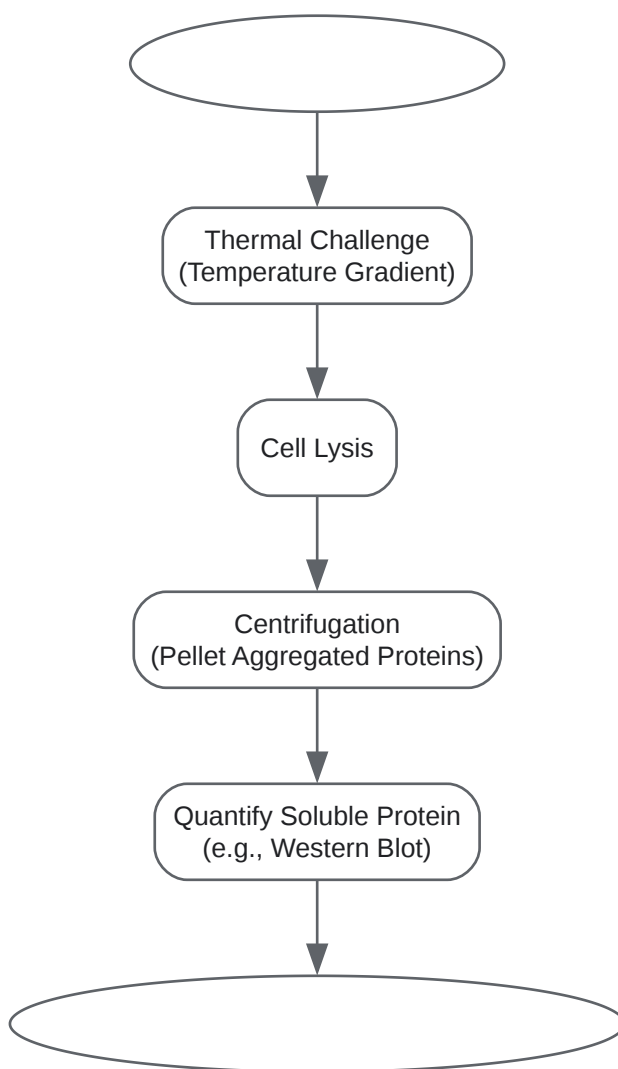 Thermal Challenge
(Temperature Gradient)
Cell Lysis
Centrifugation
(Pellet Aggregated Proteins)
Quantify Soluble Protein
(e.g., Western Blot)